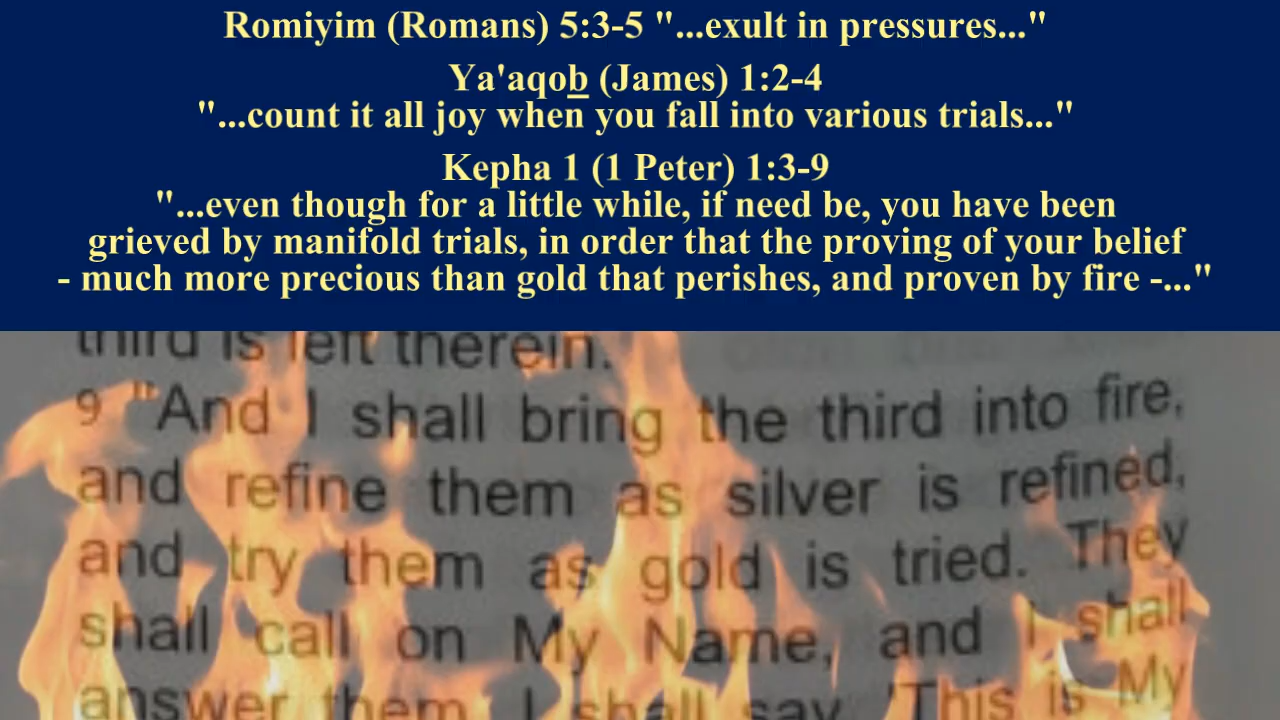 Romiyim (Romans) 5:3-5 "...exult in pressures..."
Ya'aqob (James) 1:2-4
"...count it all joy when you fall into various trials..."
Kepha 1 (1 Peter) 1:3-9
"...even though for a little while, if need be, you have been
grieved by manifold trials, in order that the proving of your belief
- much more precious than gold that perishes, and proven by fire -..."
third is left therein.
9 "And I shall bring the third into fire,
and refine them as silver is refined,
and try them as gold is tried. They
shall call on My Name, and I shall
answer them. I shall say, 'This is My